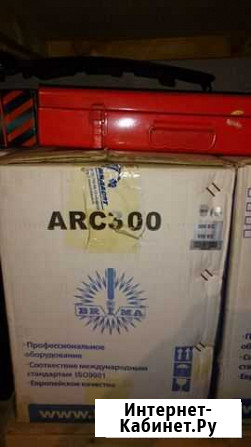 ARC300
BRIMA
·Профессиональное
оборудование
·Соответствие международным
стандартам ISO9001
·Европейское качество
Интернет-
Кабинет.Ру